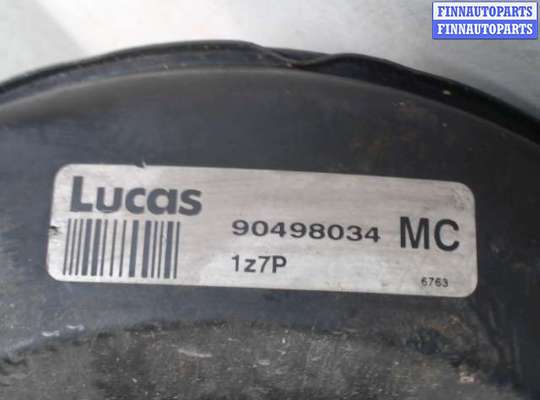 FINNAUTOPARTS
FINNAUTOPARTS
Lucas
90498034 MC
1z7P
6763